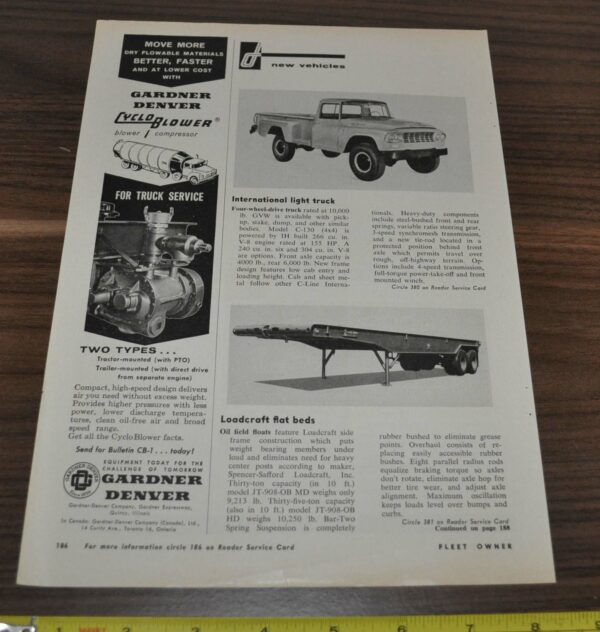 MOVE MORE
DRY FLOWABLE MATERIALS
BETTER, FASTER
AND AT LOWER COST
WITH
GARDNER
DENVER
CYCLOBLOWER®
blower / compressor
FOR TRUCK SERVICE
TWO TYPES...
Tractor-mounted (with PTO)
Trailer-mounted (with direct drive
from separate engine)
Compact, high-speed design delivers
air you need without excess weight.
Provides higher pressures with less
power, lower discharge tempera-
tures, clean oil-free air and broad
speed range.
Get all the CycloBlower facts.
Send for Bulletin CB-1... today!
EQUIPMENT TODAY FOR THE
CHALLENGE OF TOMORROW
GARDNER
DENVER
Gardner-Denver Company, Gardner Expressway,
Quincy, Illinois
In Canada: Gardner-Denver Company (Canada), Ltd.,
14 Curity Ave., Toronto 16, Ontario
d
new vehicles
International light truck
Four-wheel-drive truck rated at 10,000
lb. GVW is available with pick-
up, stake, dump, and other similar
bodies. Model C-130 (4x4) is
powered by IH built 266 cu. in.
V-8 engine rated at 155 HP. A
240 cu. in. six and 304 cu. in. V-8
are options. Front axle capacity is
4000 lb., rear 6,000 lb. New frame
design features low cab entry and
loading height. Cab and sheet me-
tal follow other C-Line Interna-
tionals. Heavy-duty components
include steel-bushed front and rear
springs, variable ratio steering gear,
3-speed synchromesh transmission,
and a new tie-rod located in a
protected position behind front
axle which permits travel over
rough, off-highway terrain. Op-
tions include 4-speed transmission,
full-torque power-take-off and front
mounted winch.
Circle 380 on Reader Service Card
Loadcraft flat beds
Oil field floats feature Loadcraft side
frame construction which puts
weight bearing members under
load and eliminates need for heavy
center posts according to maker,
Spencer-Safford Loadcraft, Inc.
Thirty-ton capacity (in 10 ft.)
model JT-908-OB MD weighs only
9,213 lb. Thirty-five-ton capacity
(also in 10 ft.) model JT-908-OB
HD weighs 10,250 lb. Bar-Two
Spring Suspension is completely
rubber bushed to eliminate grease
points. Overhaul consists of re-
placing easily accessible rubber
bushes. Eight parallel radius rods
equalize braking torque so axles
don't rotate, eliminate axle hop for
better tire wear, and adjust axle
alignment. Maximum oscillation
keeps loads level over bumps and
curbs.
Circle 381 on Reader Service Card
Continued on page 188
186 For more information circle 186 on Reader Service Card
FLEET OWNER
1 2 3 4 5 6 7 8